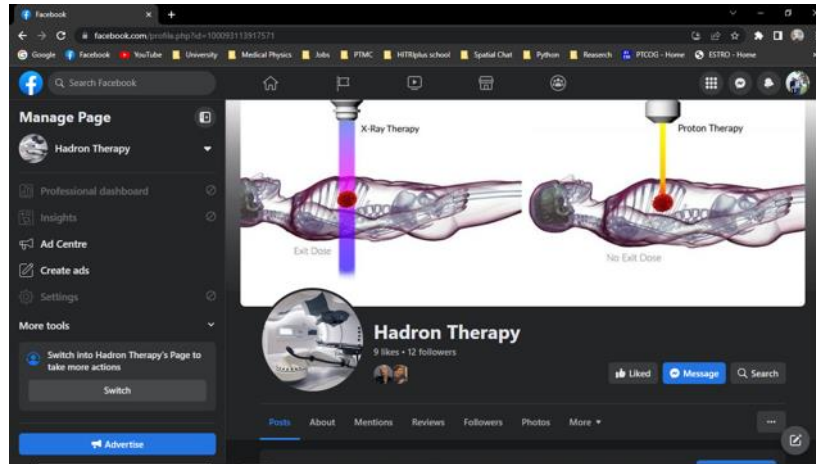 Facebook
facebook.com/profile.php?id=100093113917571
Google Facebook YouTube University Medical Physics Jobs PTMC HITRIplus school Spatial Chat Python Reaserch PTCOG - Home ESTRO - Home
Search Facebook
Manage Page
Hadron Therapy
Professional dashboard
Insights
Ad Centre
Create ads
Settings
More tools
Switch into Hadron Therapy's Page to
take more actions
Switch
Advertise
X-Ray Therapy
Exit Dose
Proton Therapy
No Exit Dose
Hadron Therapy
9 likes • 12 followers
Liked Message Search
Posts About Mentions Reviews Followers Photos More